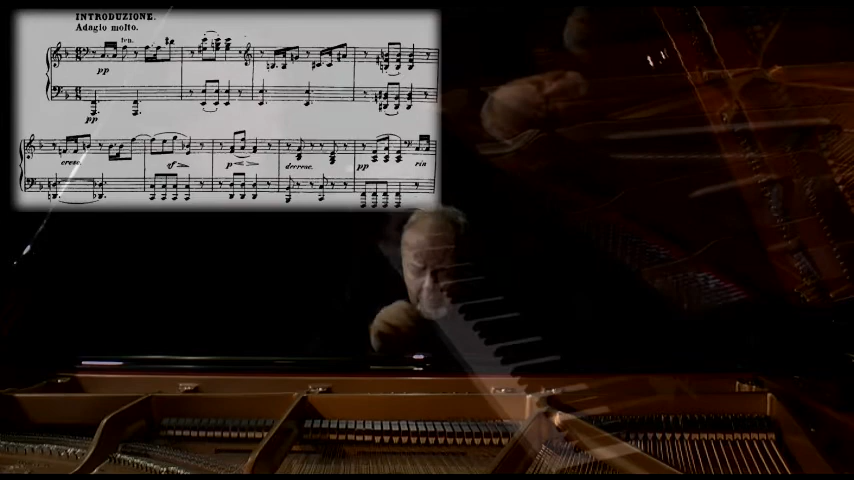 INTRODUZIONE.
Adagio molto.
ten.
pp
pp
cresc. sf p decresc. pp rin